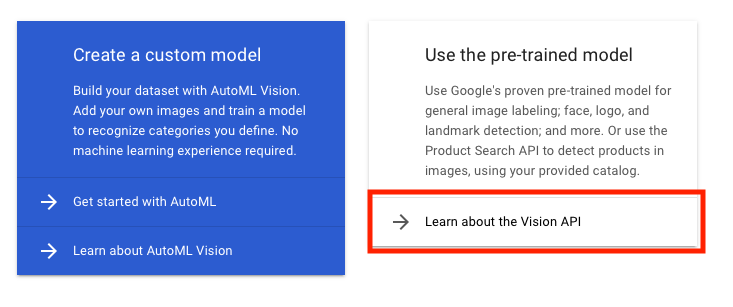 Create a custom model
Build your dataset with AutoML Vision.
Add your own images and train a model
to recognize categories you define. No
machine learning experience required.
Get started with AutoML
Learn about AutoML Vision
Use the pre-trained model
Use Google's proven pre-trained model for
general image labeling; face, logo, and
landmark detection; and more. Or use the
Product Search API to detect products in
images, using your provided catalog.
Learn about the Vision API